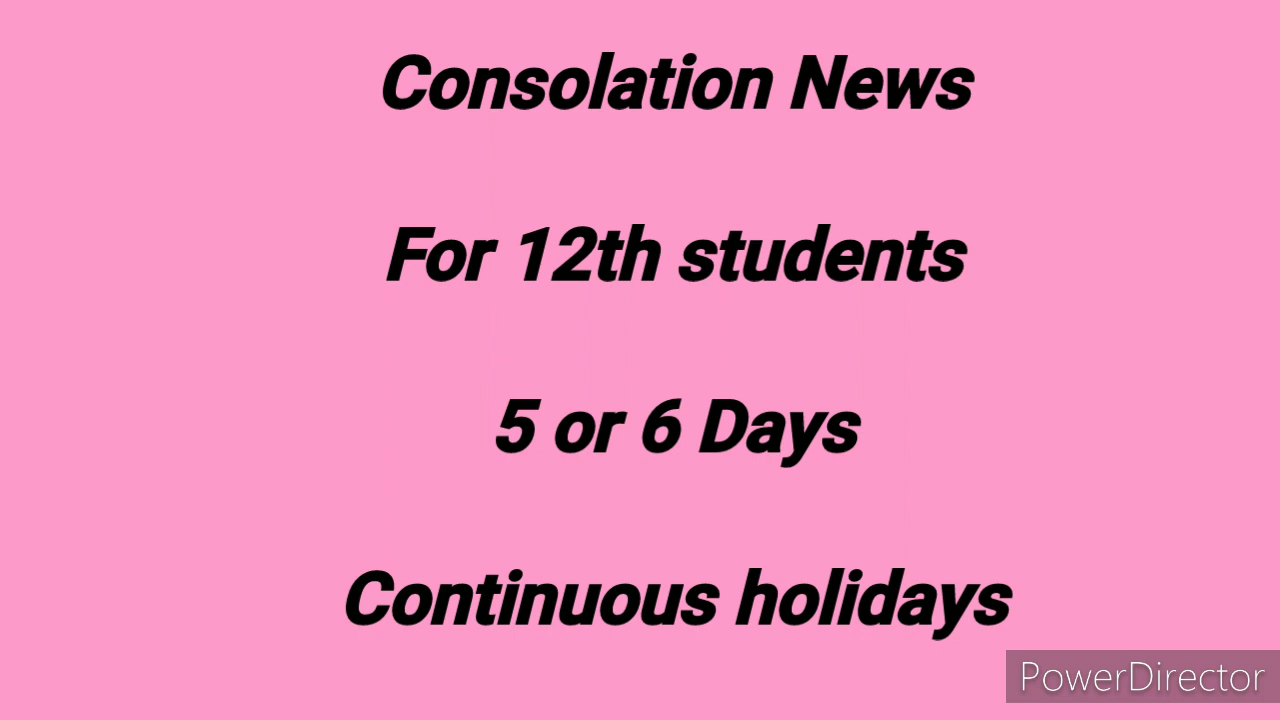 Consolation News
For 12th students
5 or 6 Days
Continuous holidays
PowerDirector